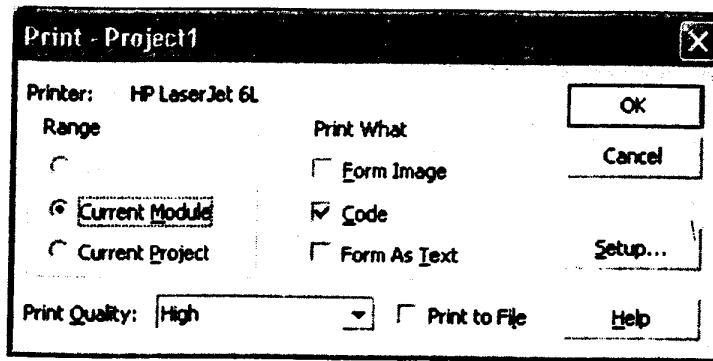 Print - Project1
Printer: HP LaserJet 6L
OK
Range
Print What
Cancel
Form Image
Current Module
Code
Current Project
Form As Text
Setup...
Print Quality: High
Print to File
Help